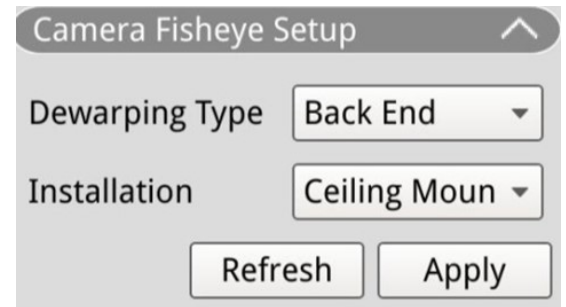 Camera Fisheye Setup
Dewarping Type Back End
Installation Ceiling Moun
Refresh Apply